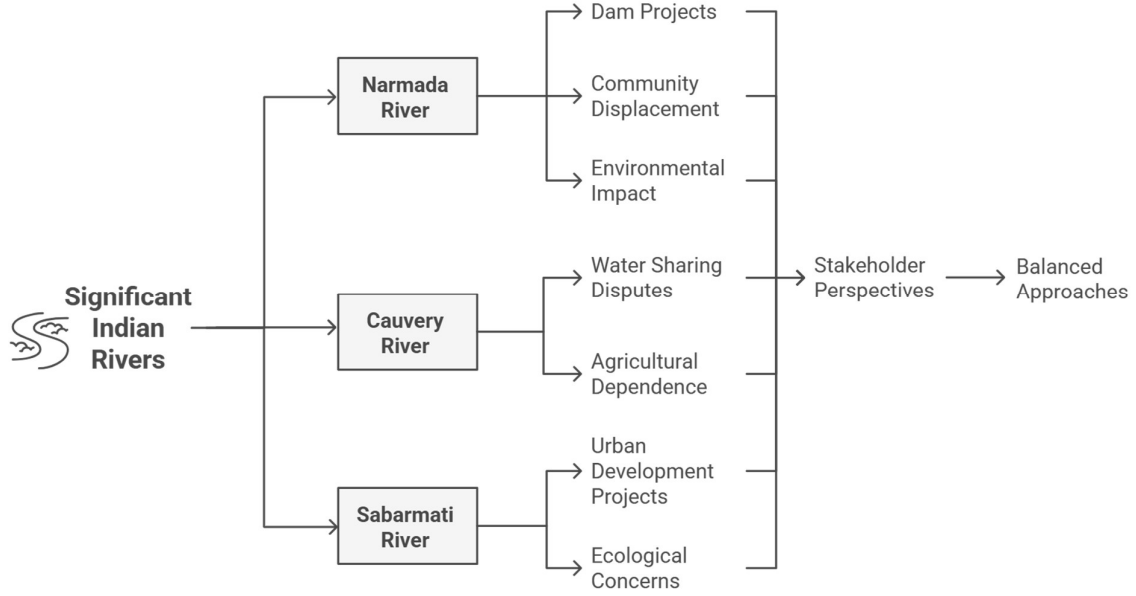 Significant
Indian
Rivers
Narmada
River
Dam Projects
Community
Displacement
Environmental
Impact
Cauvery
River
Water Sharing
Disputes
Agricultural
Dependence
Sabarmati
River
Urban
Development
Projects
Ecological
Concerns
Stakeholder
Perspectives
Balanced
Approaches